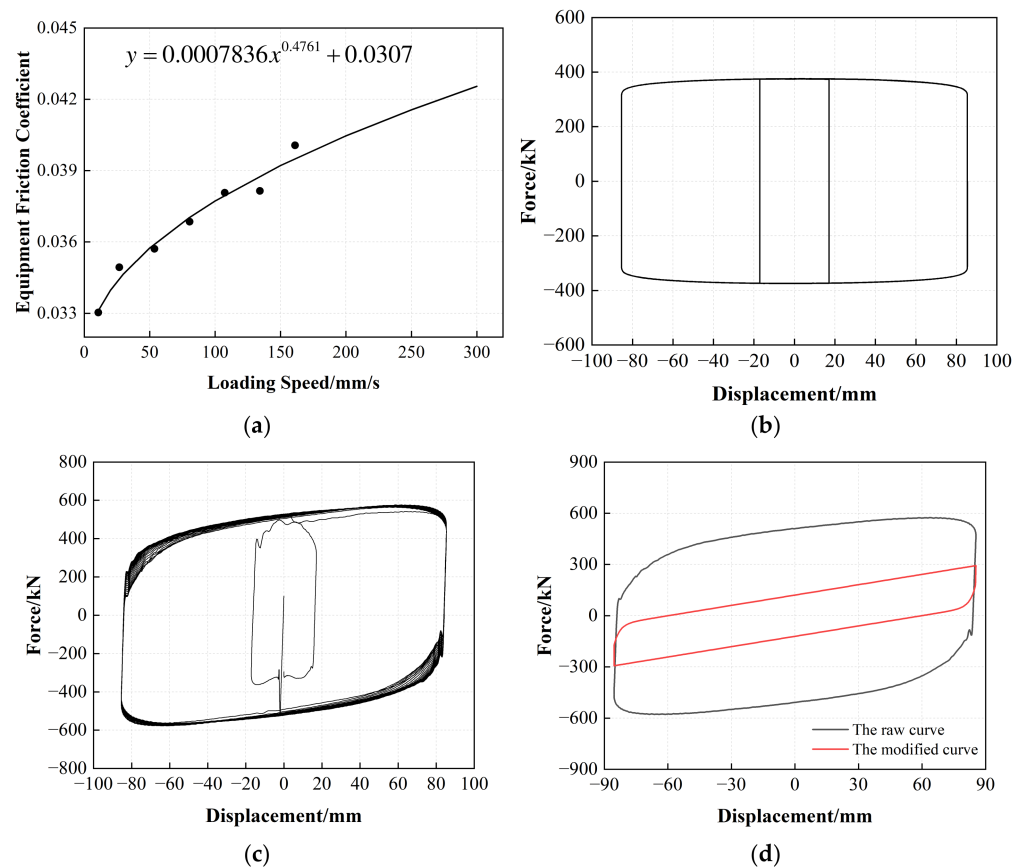 y = 0.0007836x^0.4761 + 0.0307
Equipment Friction Coefficient
0.045
0.042
0.039
0.036
0.033
0 50 100 150 200 250 300
Loading Speed/mm/s
(a)
Force/kN
600
400
200
0
−200
−400
−600
−100 −80 −60 −40 −20 0 20 40 60 80 100
Displacement/mm
(b)
Force/kN
800
600
400
200
0
−200
−400
−600
−800
−100 −80 −60 −40 −20 0 20 40 60 80 100
Displacement/mm
(c)
Force/kN
900
600
300
0
−300
−600
−900
The raw curve
The modified curve
−90 −60 −30 0 30 60 90
Displacement/mm
(d)